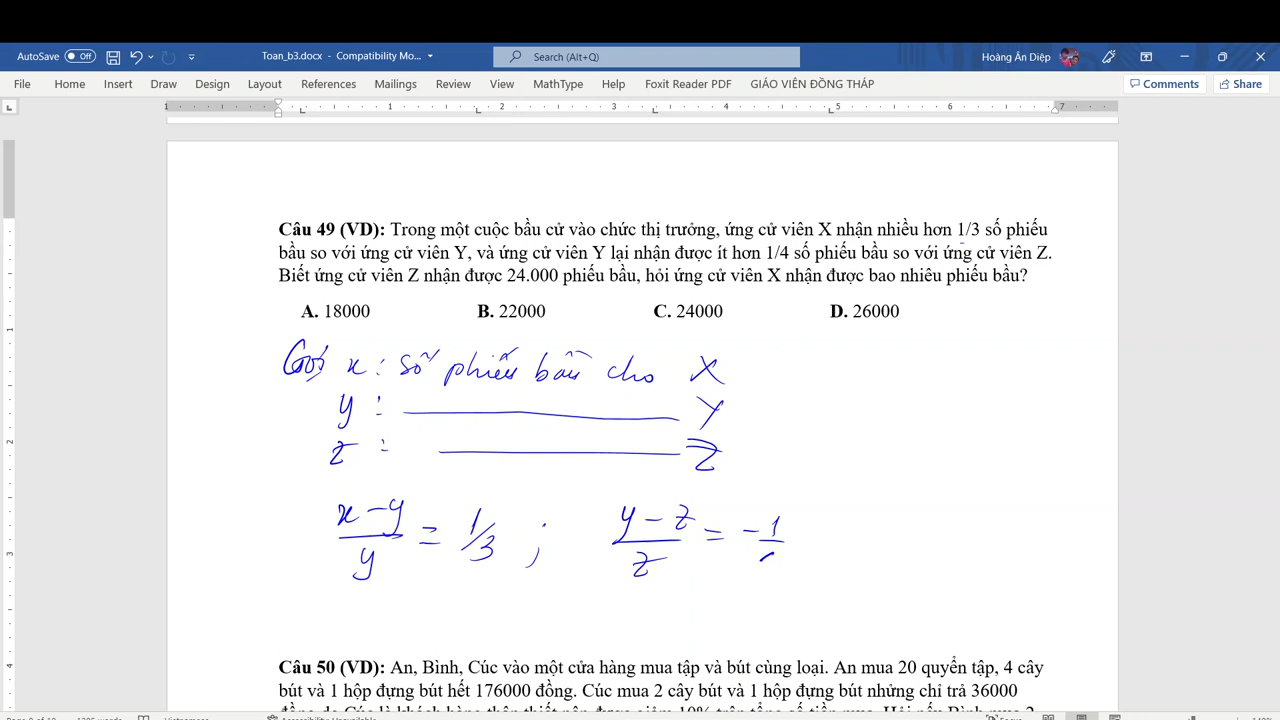 AutoSave Off Toan_b3.docx - Compatibility Mo... Search (Alt+Q) Hoàng Ân Diệp
File Home Insert Draw Design Layout References Mailings Review View MathType Help Foxit Reader PDF GIÁO VIÊN ĐỒNG THÁP Comments Share
1 1 2 3 4 5 6 7
Câu 49 (VD): Trong một cuộc bầu cử vào chức thị trưởng, ứng cử viên X nhận nhiều hơn 1/3 số phiếu
bầu so với ứng cử viên Y, và ứng cử viên Y lại nhận được ít hơn 1/4 số phiếu bầu so với ứng cử viên Z.
Biết ứng cử viên Z nhận được 24.000 phiếu bầu, hỏi ứng cử viên X nhận được bao nhiêu phiếu bầu?
A. 18000 B. 22000 C. 24000 D. 26000
Gọi x : số phiếu bầu cho X
y : Y
z : Z
x - y / y = 1/3 ; y - z / z = - 1
Câu 50 (VD): An, Bình, Cúc vào một cửa hàng mua tập và bút cùng loại. An mua 20 quyển tập, 4 cây
bút và 1 hộp đựng bút hết 176000 đồng. Cúc mua 2 cây bút và 1 hộp đựng bút nhưng chỉ trả 36000